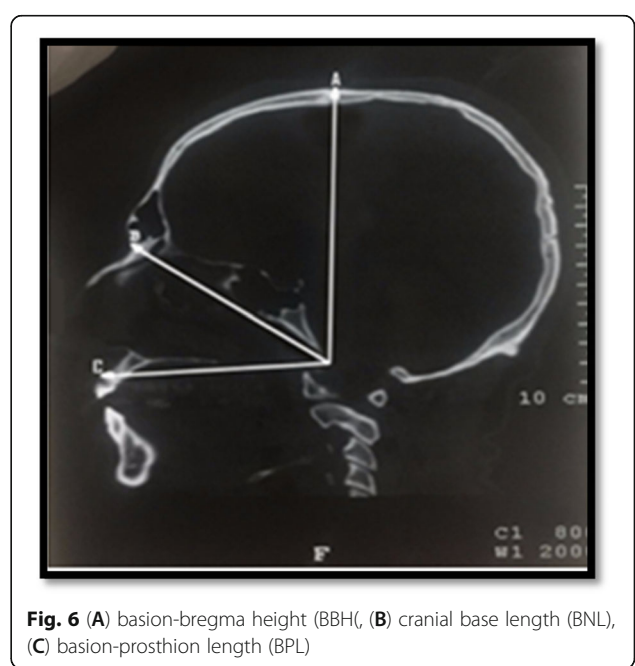 A
B
C
10 cm
C1 80
W1 200
F
Fig. 6 (A) basion-bregma height (BBH(, (B) cranial base length (BNL),
(C) basion-prosthion length (BPL)